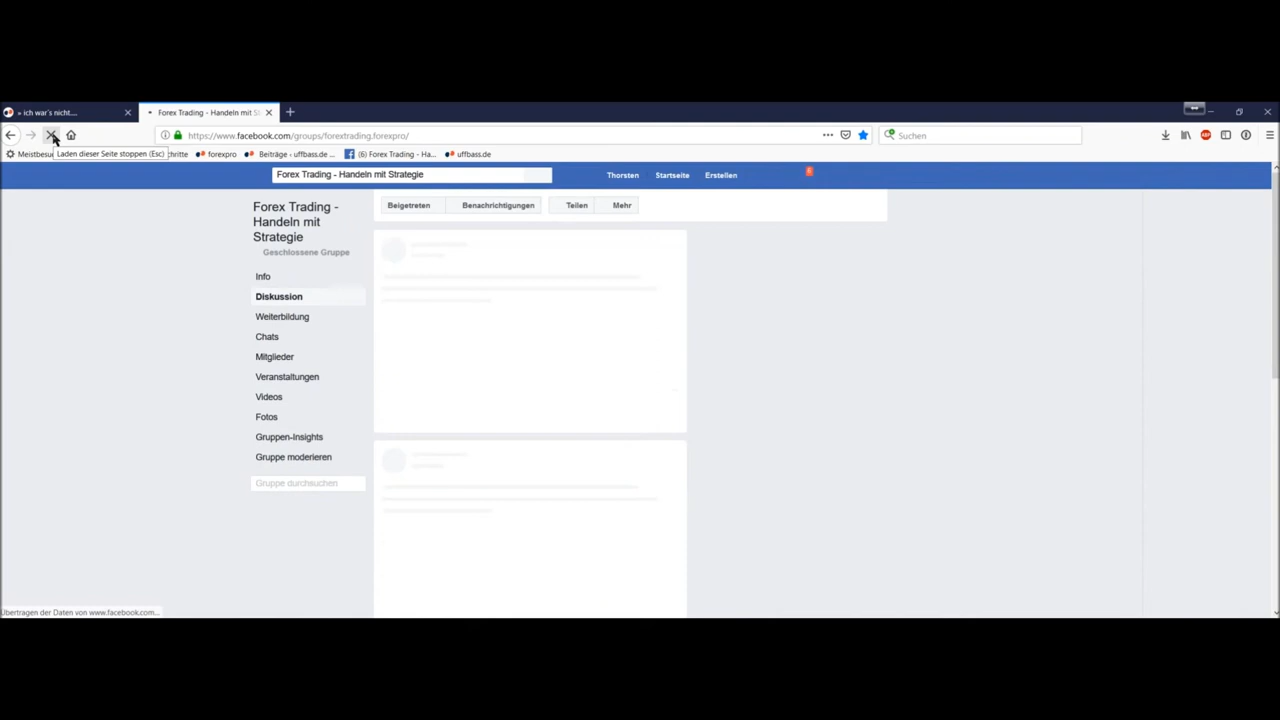 » ich war's nicht....
Forex Trading - Handeln mit S
https://www.facebook.com/groups/forextrading.forexpro/
Suchen
Laden dieser Seite stoppen (Esc)
Meistbesuc
hritte
forexpro
Beiträge ‹ uffbass.de ...
(6) Forex Trading - Ha...
uffbass.de
Forex Trading - Handeln mit Strategie
Thorsten
Startseite
Erstellen
Forex Trading -
Handeln mit
Strategie
Geschlossene Gruppe
Beigetreten
Benachrichtigungen
Teilen
Mehr
Info
Diskussion
Weiterbildung
Chats
Mitglieder
Veranstaltungen
Videos
Fotos
Gruppen-Insights
Gruppe moderieren
Gruppe durchsuchen
Übertragen der Daten von www.facebook.com...